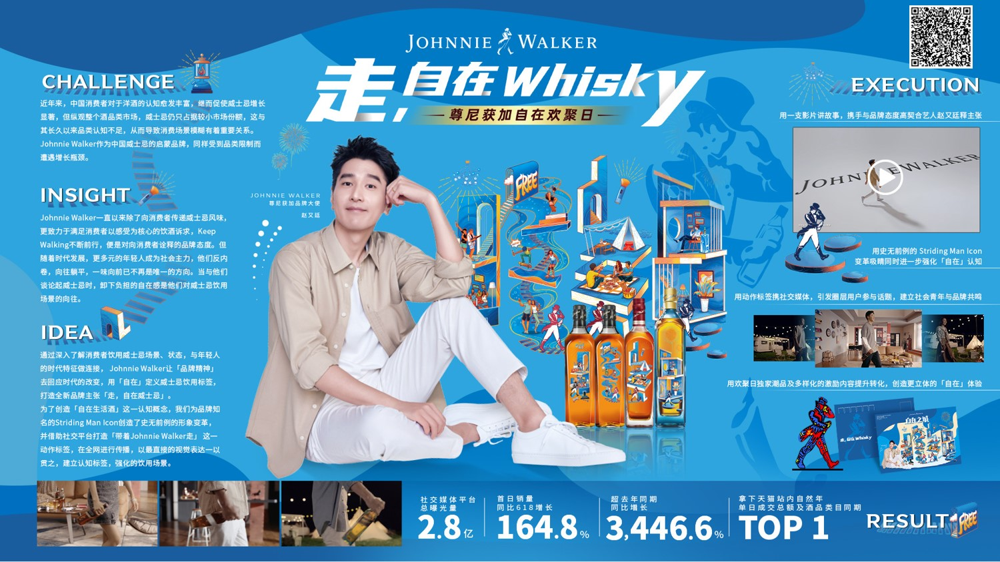 JOHNNIE WALKER
走,自在Whisky
尊尼获加自在欢聚日
CHALLENGE
近年来，中国消费者对于洋酒的认知愈发丰富，继而促使威士忌增长
显著，但纵观整个酒品类市场，威士忌仍只占据较小市场份额，这与
其长久以来品类认知不足，从而导致消费场景模糊有着重要关系。
Johnnie Walker作为中国威士忌的启蒙品牌，同样受到品类限制而
遭遇增长瓶颈。
INSIGHT
Johnnie Walker一直以来除了向消费者传递威士忌风味，
更致力于满足消费者以感受为核心的饮酒诉求，Keep
Walking不断前行，便是对向消费者诠释的品牌态度。但
随着时代发展，更多元的年轻人成为社会主力，他们反内
卷，向往躺平，一味向前已不再是唯一的方向。当与他们
谈论起威士忌时，卸下负担的自在感是他们对威士忌饮用
场景的向往。
IDEA
通过深入了解消费者饮用威士忌场景、状态，与年轻人
的时代特征做连接， Johnnie Walker让「品牌精神」
去回应时代的改变，用「自在」定义威士忌饮用标签，
打造全新品牌主张「走，自在威士忌」。
为了创造「自在生活酒」这一认知概念，我们为品牌知
名的Striding Man Icon创造了史无前例的形象变革，
并借助社交平台打造「带着Johnnie Walker走」 这一
动作标签，在全网进行传播，以最直接的视觉表达一以
贯之，建立认知标签，强化的饮用场景。
JOHNNIE WALKER
尊尼获加品牌大使
赵又廷
FREE
EXECUTION
用一支影片讲故事，携手与品牌态度高契合艺人赵又廷释主张
JOHNNIE WALKER
用史无前例的 Striding Man Icon
变革吸睛同时进一步强化「自在」认知
用动作标签携社交媒体，引发圈层用户参与话题，建立社会青年与品牌共鸣
用欢聚日独家潮品及多样化的激励内容提升转化，创造更立体的「自在」体验
走,自在Whisky
自在之城
社交媒体平台
总曝光量
2.8亿
首日销量
同比618增长
164.8%
超去年同期
同比增长
3,446.6%
拿下天猫站内自然年
单日成交总额及酒品类目同期
TOP 1
RESULT
FREE